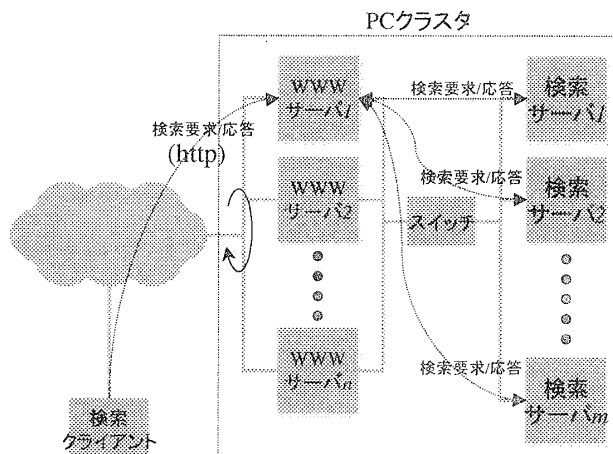 PCクラスタ
WWW
サーバ1
検索要求/応答
検索
サーバ1
検索要求/応答
(http)
WWW
サーバ2
検索要求/応答
検索
サーバ2
スイッチ
WWW
サーバn
検索要求/応答
検索
サーバm
検索
クライアント